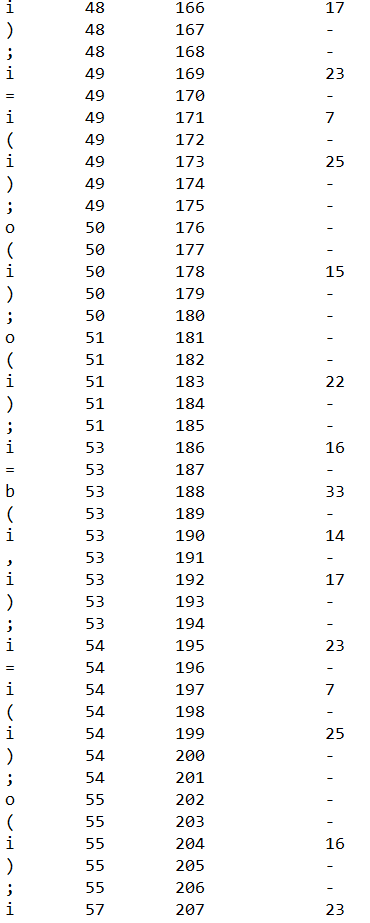 i 48 166 17
) 48 167 -
; 48 168 -
i 49 169 23
= 49 170 -
i 49 171 7
( 49 172 -
i 49 173 25
) 49 174 -
; 49 175 -
o 50 176 -
( 50 177 -
i 50 178 15
) 50 179 -
; 50 180 -
o 51 181 -
( 51 182 -
i 51 183 22
) 51 184 -
; 51 185 -
i 53 186 16
= 53 187 -
b 53 188 33
( 53 189 -
i 53 190 14
, 53 191 -
i 53 192 17
) 53 193 -
; 53 194 -
i 54 195 23
= 54 196 -
i 54 197 7
( 54 198 -
i 54 199 25
) 54 200 -
; 54 201 -
o 55 202 -
( 55 203 -
i 55 204 16
) 55 205 -
; 55 206 -
i 57 207 23